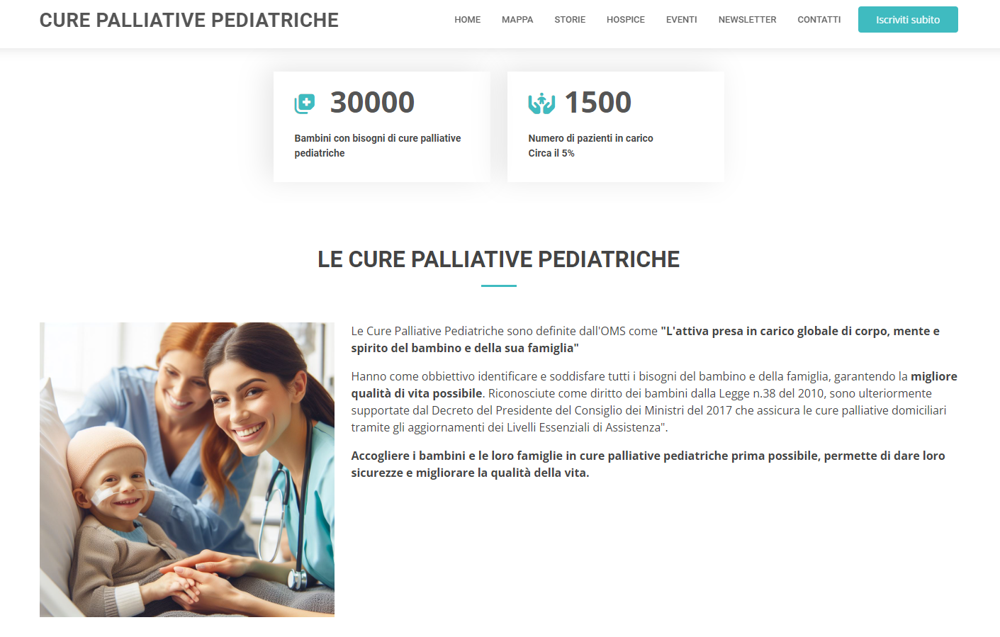 CURE PALLIATIVE PEDIATRICHE
HOME
MAPPA
STORIE
HOSPICE
EVENTI
NEWSLETTER
CONTATTI
Iscriviti subito
30000
Bambini con bisogni di cure palliative
pediatriche
1500
Numero di pazienti in carico
Circa il 5%
LE CURE PALLIATIVE PEDIATRICHE
Le Cure Palliative Pediatriche sono definite dall'OMS come "L'attiva presa in carico globale di corpo, mente e
spirito del bambino e della sua famiglia"
Hanno come obbiettivo identificare e soddisfare tutti i bisogni del bambino e della famiglia, garantendo la migliore
qualità di vita possibile. Riconosciute come diritto dei bambini dalla Legge n.38 del 2010, sono ulteriormente
supportate dal Decreto del Presidente del Consiglio dei Ministri del 2017 che assicura le cure palliative domiciliari
tramite gli aggiornamenti dei Livelli Essenziali di Assistenza".
Accogliere i bambini e le loro famiglie in cure palliative pediatriche prima possibile, permette di dare loro
sicurezze e migliorare la qualità della vita.